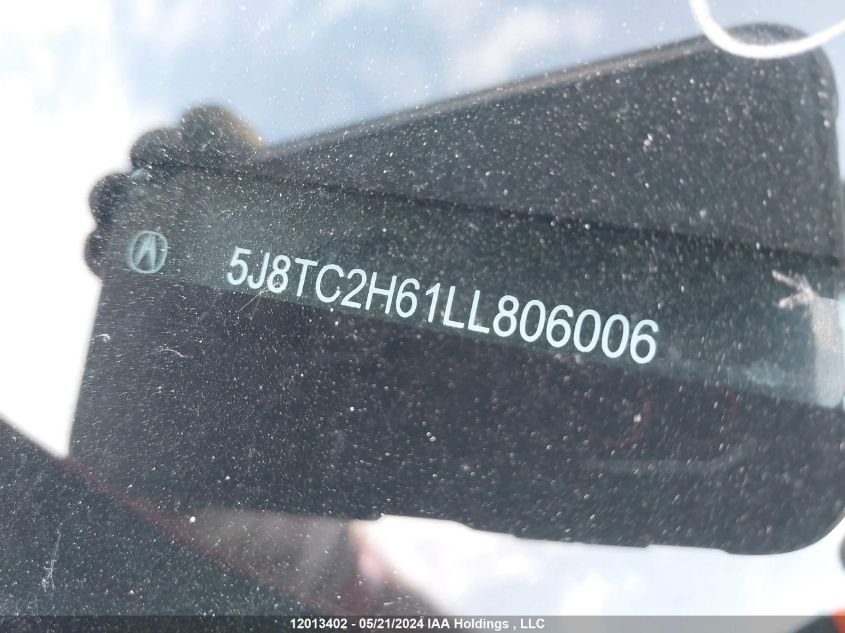 5J8TC2H61LL806006
12013402 - 05/21/2024 IAA Holdings , LLC